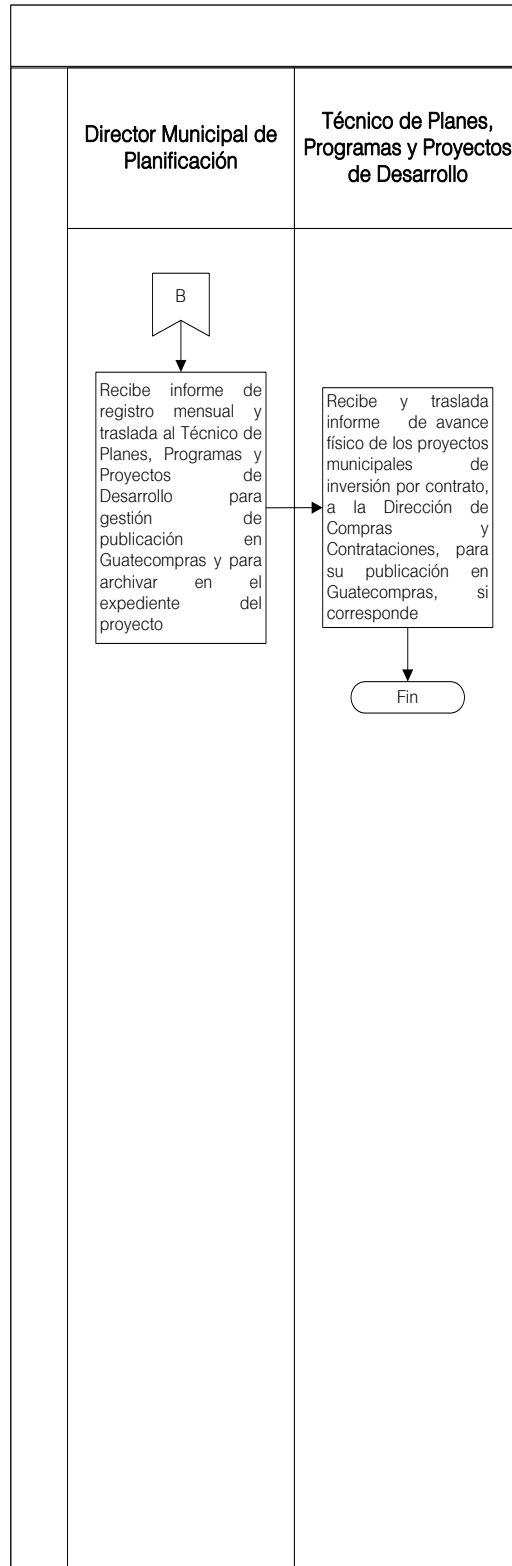 Director Municipal de
Planificación
Técnico de Planes,
Programas y Proyectos
de Desarrollo
B
Recibe informe de
registro mensual y
traslada al Técnico de
Planes, Programas y
Proyectos de
Desarrollo para
gestión de
publicación en
Guatecompras y para
archivar en el
expediente del
proyecto
Recibe y traslada
informe de avance
físico de los proyectos
municipales de
inversión por contrato,
a la Dirección de
Compras y
Contrataciones, para
su publicación en
Guatecompras, si
corresponde
Fin